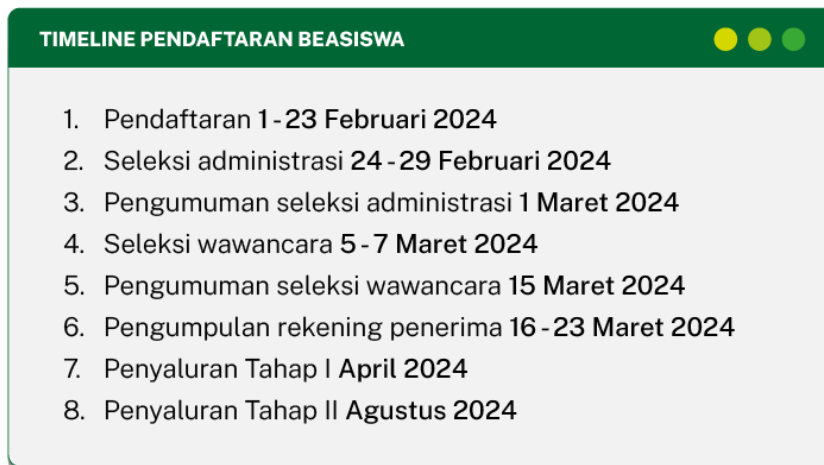 TIMELINE PENDAFTARAN BEASISWA
1. Pendaftaran 1 - 23 Februari 2024
2. Seleksi administrasi 24 - 29 Februari 2024
3. Pengumuman seleksi administrasi 1 Maret 2024
4. Seleksi wawancara 5 - 7 Maret 2024
5. Pengumuman seleksi wawancara 15 Maret 2024
6. Pengumpulan rekening penerima 16 - 23 Maret 2024
7. Penyaluran Tahap I April 2024
8. Penyaluran Tahap II Agustus 2024